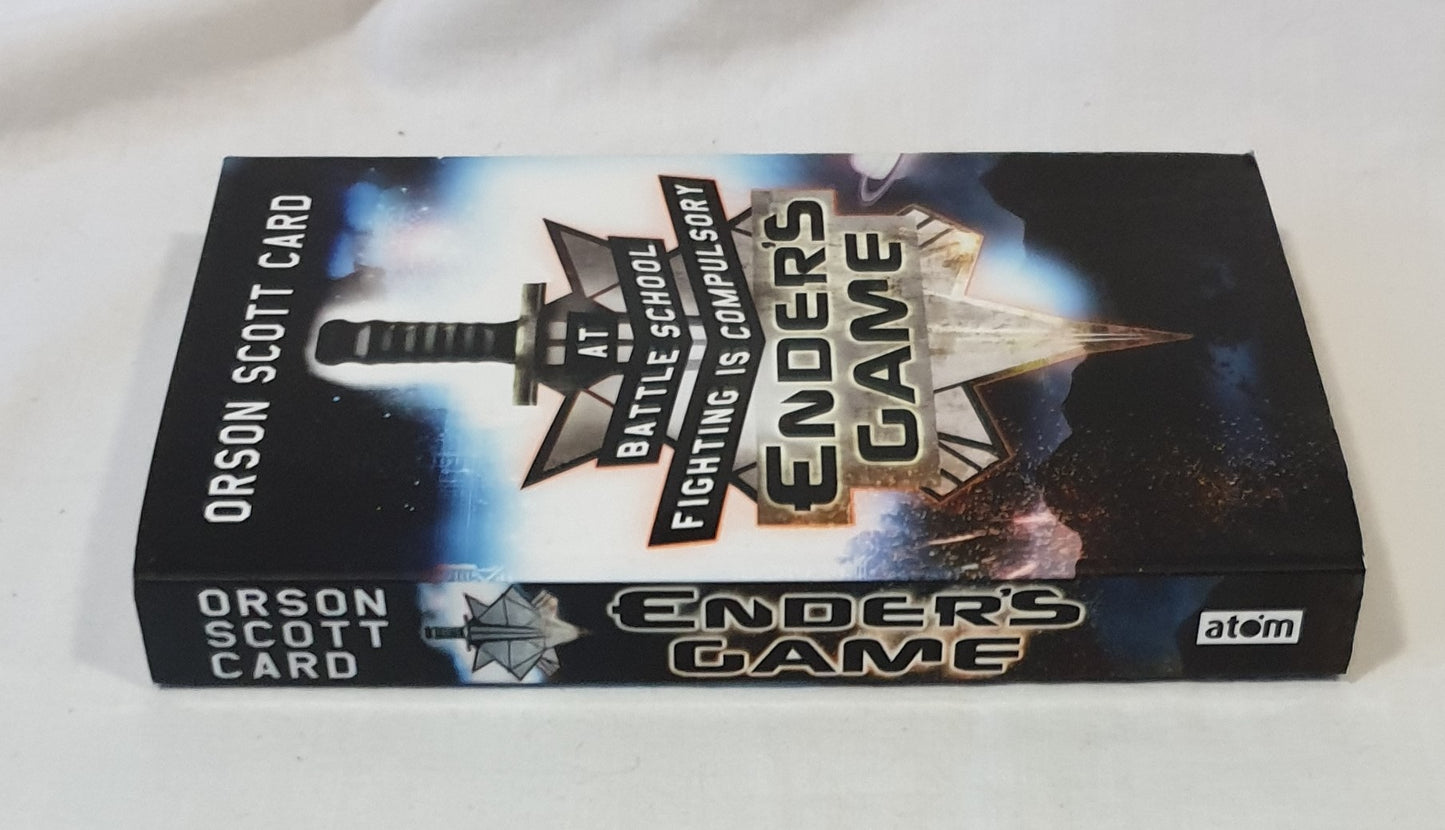 ORSON SCOTT CARD
AT
BATTLE SCHOOL
FIGHTING IS COMPULSORY
ENDER'S
GAME
ORSON
SCOTT
CARD
ENDER'S
GAME
atom